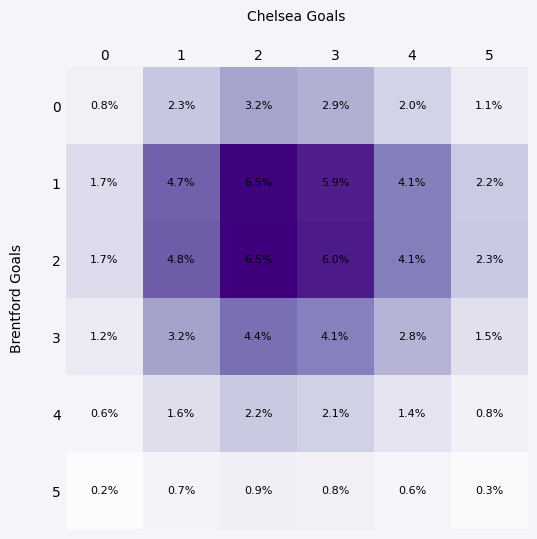 Chelsea Goals
0 1 2 3 4 5
0 0.8% 2.3% 3.2% 2.9% 2.0% 1.1%
1 1.7% 4.7% 6.5% 5.9% 4.1% 2.2%
2 1.7% 4.8% 6.5% 6.0% 4.1% 2.3%
3 1.2% 3.2% 4.4% 4.1% 2.8% 1.5%
4 0.6% 1.6% 2.2% 2.1% 1.4% 0.8%
5 0.2% 0.7% 0.9% 0.8% 0.6% 0.3%
Brentford Goals